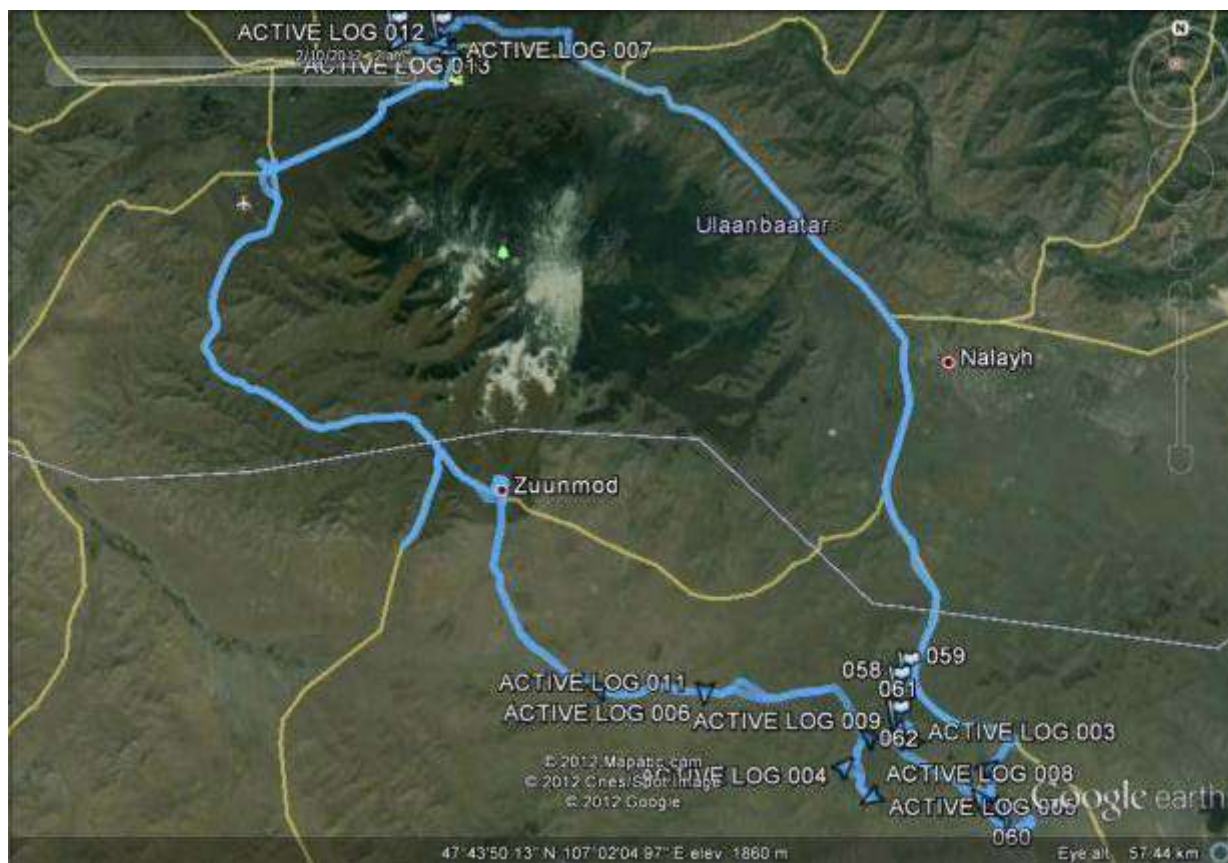 ACTIVE LOG 012
ACTIVE LOG 007
2/10/2012
ACTIVE LOG 013
N
Ulaanbaatar
Nalayh
Zuunmod
059
058
ACTIVE LOG 011
061
ACTIVE LOG 006
ACTIVE LOG 009
062
ACTIVE LOG 003
© 2012 Mapabc.com
ACTIVE LOG 004
ACTIVE LOG 008
© 2012 Cnes/Spot Image
© 2012 Google
Google earth
060
47°43'50.13" N 107°02'04.97" E elev 1860 m
Eye alt 57.44 km